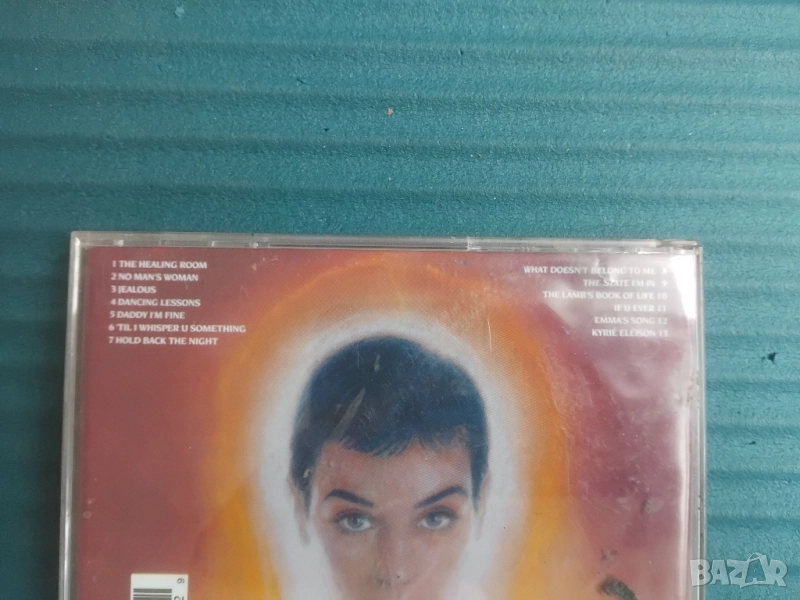 1 THE HEALING ROOM
2 NO MAN'S WOMAN
3 JEALOUS
4 DANCING LESSONS
5 DADDY I'M FINE
6 'TIL I WHISPER U SOMETHING
7 HOLD BACK THE NIGHT
WHAT DOESN'T BELONG TO ME 8
THE STATE I'M IN 9
THE LAMB'S BOOK OF LIFE 10
IF U EVER 11
EMMA'S SONG 12
KYRIÉ ELEISON 13
BAZAR